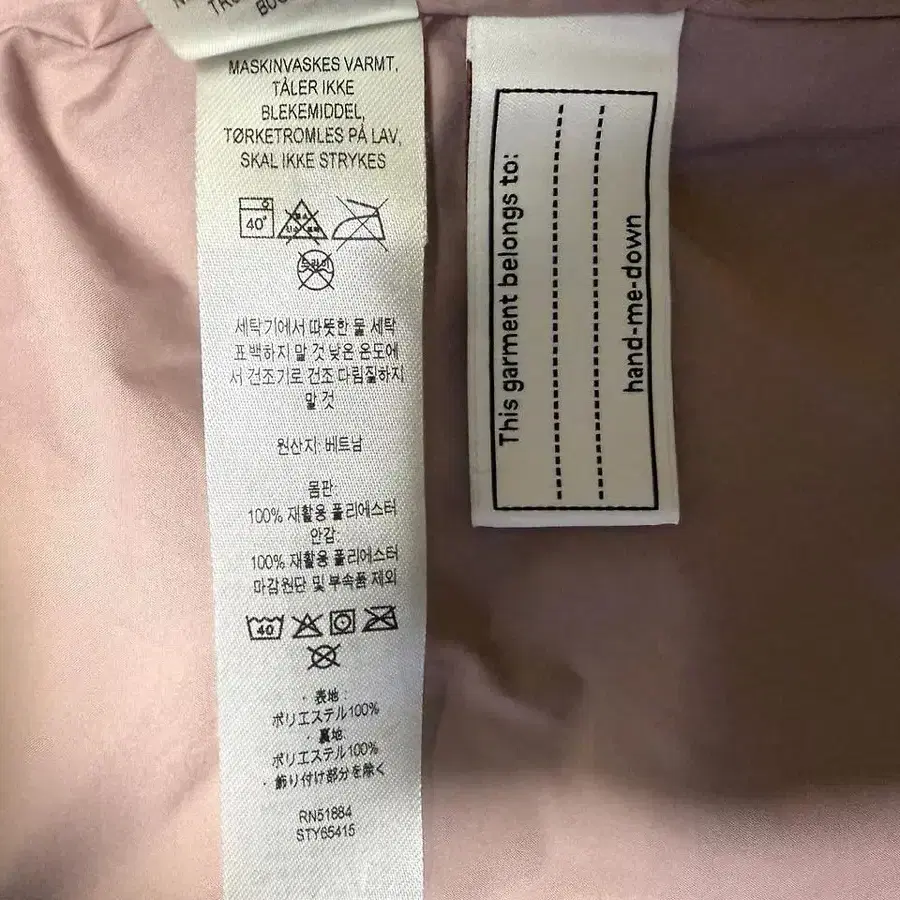 MASKINVASKES VARMT,
TÅLER IKKE
BLEKEMIDDEL,
TØRKETROMLES PÅ LAV,
SKAL IKKE STRYKES
40°
드라이
세탁기에서 따뜻한 물 세탁
표백하지 말 것 낮은 온도에
서 건조기로 건조 다림질하지
말 것
원산지: 베트남
몸판:
100% 재활용 폴리에스터
안감:
100% 재활용 폴리에스터
마감원단 및 부속품 제외
40
· 表地 :
ポリエステル100%
· 裏地:
ポリエステル100%
· 飾り付け部分を除く
RN51884
STY65415
This garment belongs to:
hand-me-down